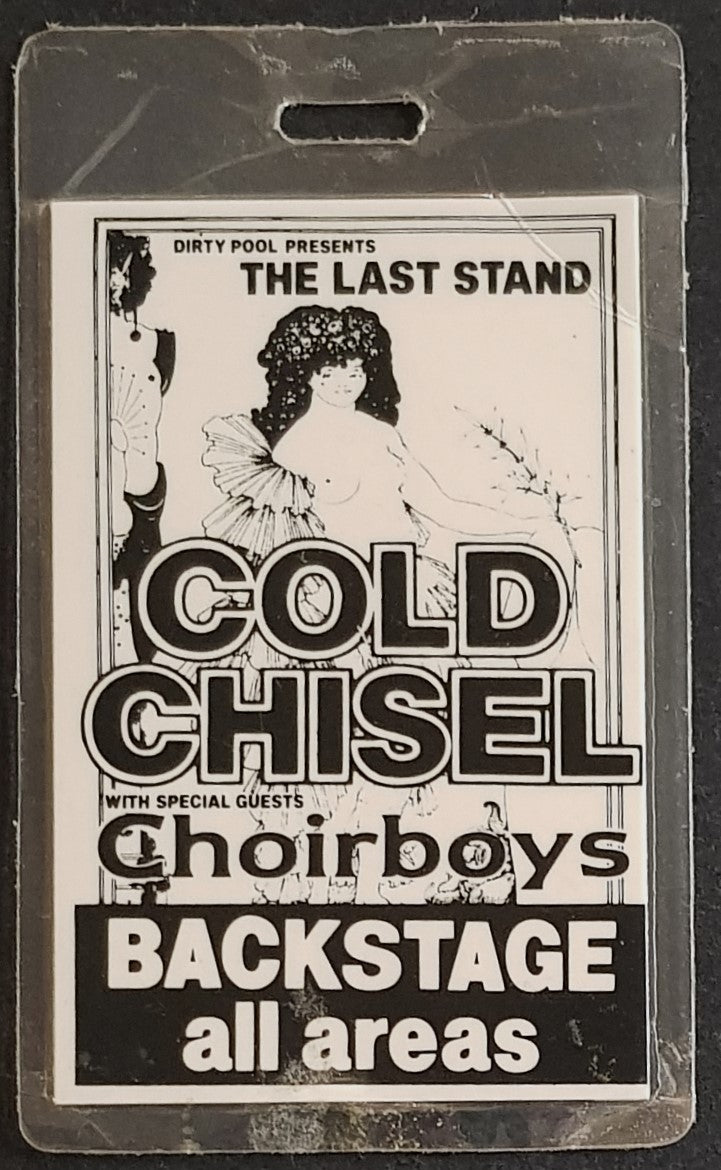 DIRTY POOL PRESENTS
THE LAST STAND
COLD
CHISEL
WITH SPECIAL GUESTS
Choirboys
BACKSTAGE
all areas